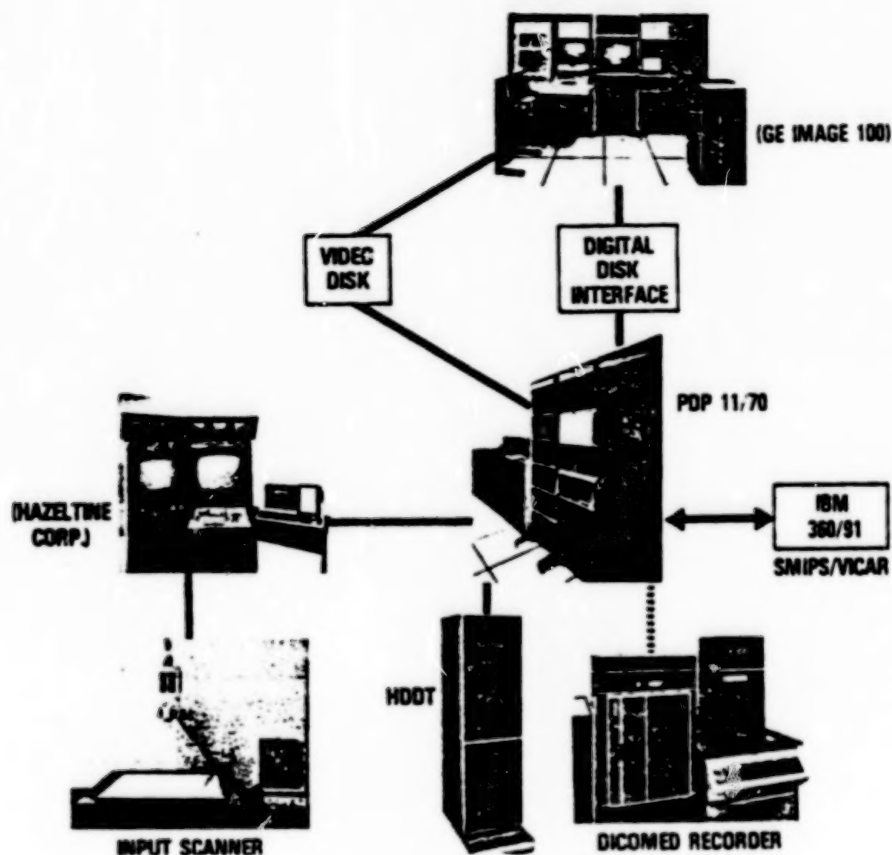 (GE IMAGE 100)
VIDEC
DISK
DIGITAL
DISK
INTERFACE
PDP 11/70
(HAZELTINE
CORP.)
IBM
360/91
SMIPS/VICAR
HDDT
INPUT SCANNER
DICOMED RECORDER